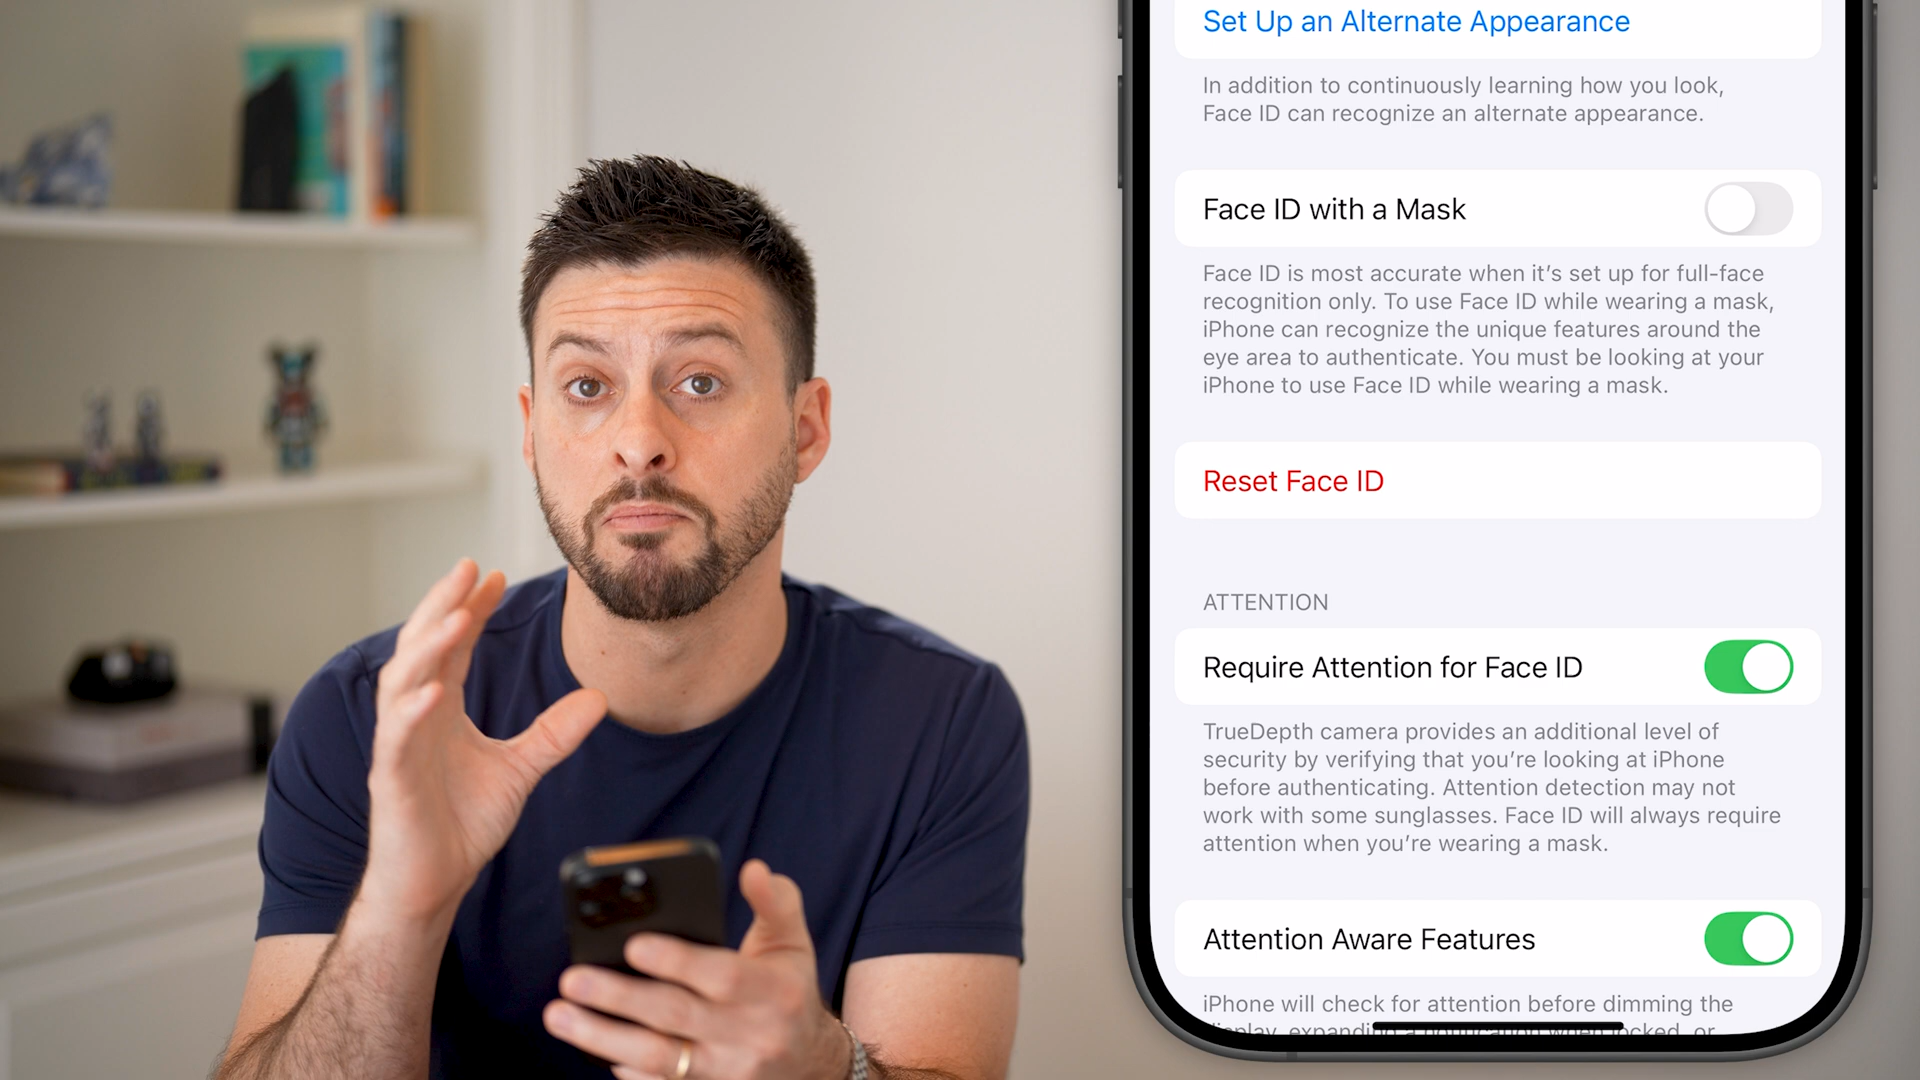 Set Up an Alternate Appearance
In addition to continuously learning how you look,
Face ID can recognize an alternate appearance.
Face ID with a Mask
Face ID is most accurate when it’s set up for full-face
recognition only. To use Face ID while wearing a mask,
iPhone can recognize the unique features around the
eye area to authenticate. You must be looking at your
iPhone to use Face ID while wearing a mask.
Reset Face ID
ATTENTION
Require Attention for Face ID
TrueDepth camera provides an additional level of
security by verifying that you’re looking at iPhone
before authenticating. Attention detection may not
work with some sunglasses. Face ID will always require
attention when you’re wearing a mask.
Attention Aware Features
iPhone will check for attention before dimming the
display, expanding a notification when locked, or